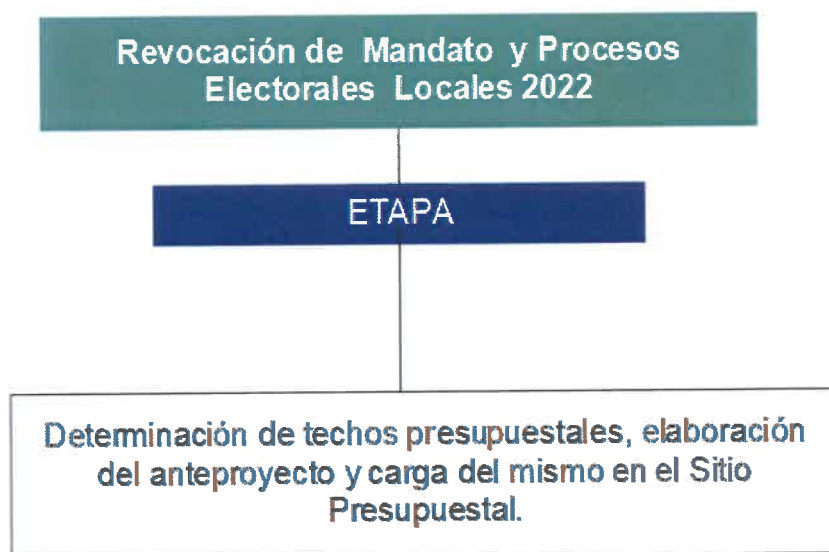 Revocación de Mandato y Procesos
Electorales Locales 2022
ETAPA
Determinación de techos presupuestales, elaboración
del anteproyecto y carga del mismo en el Sitio
Presupuestal.